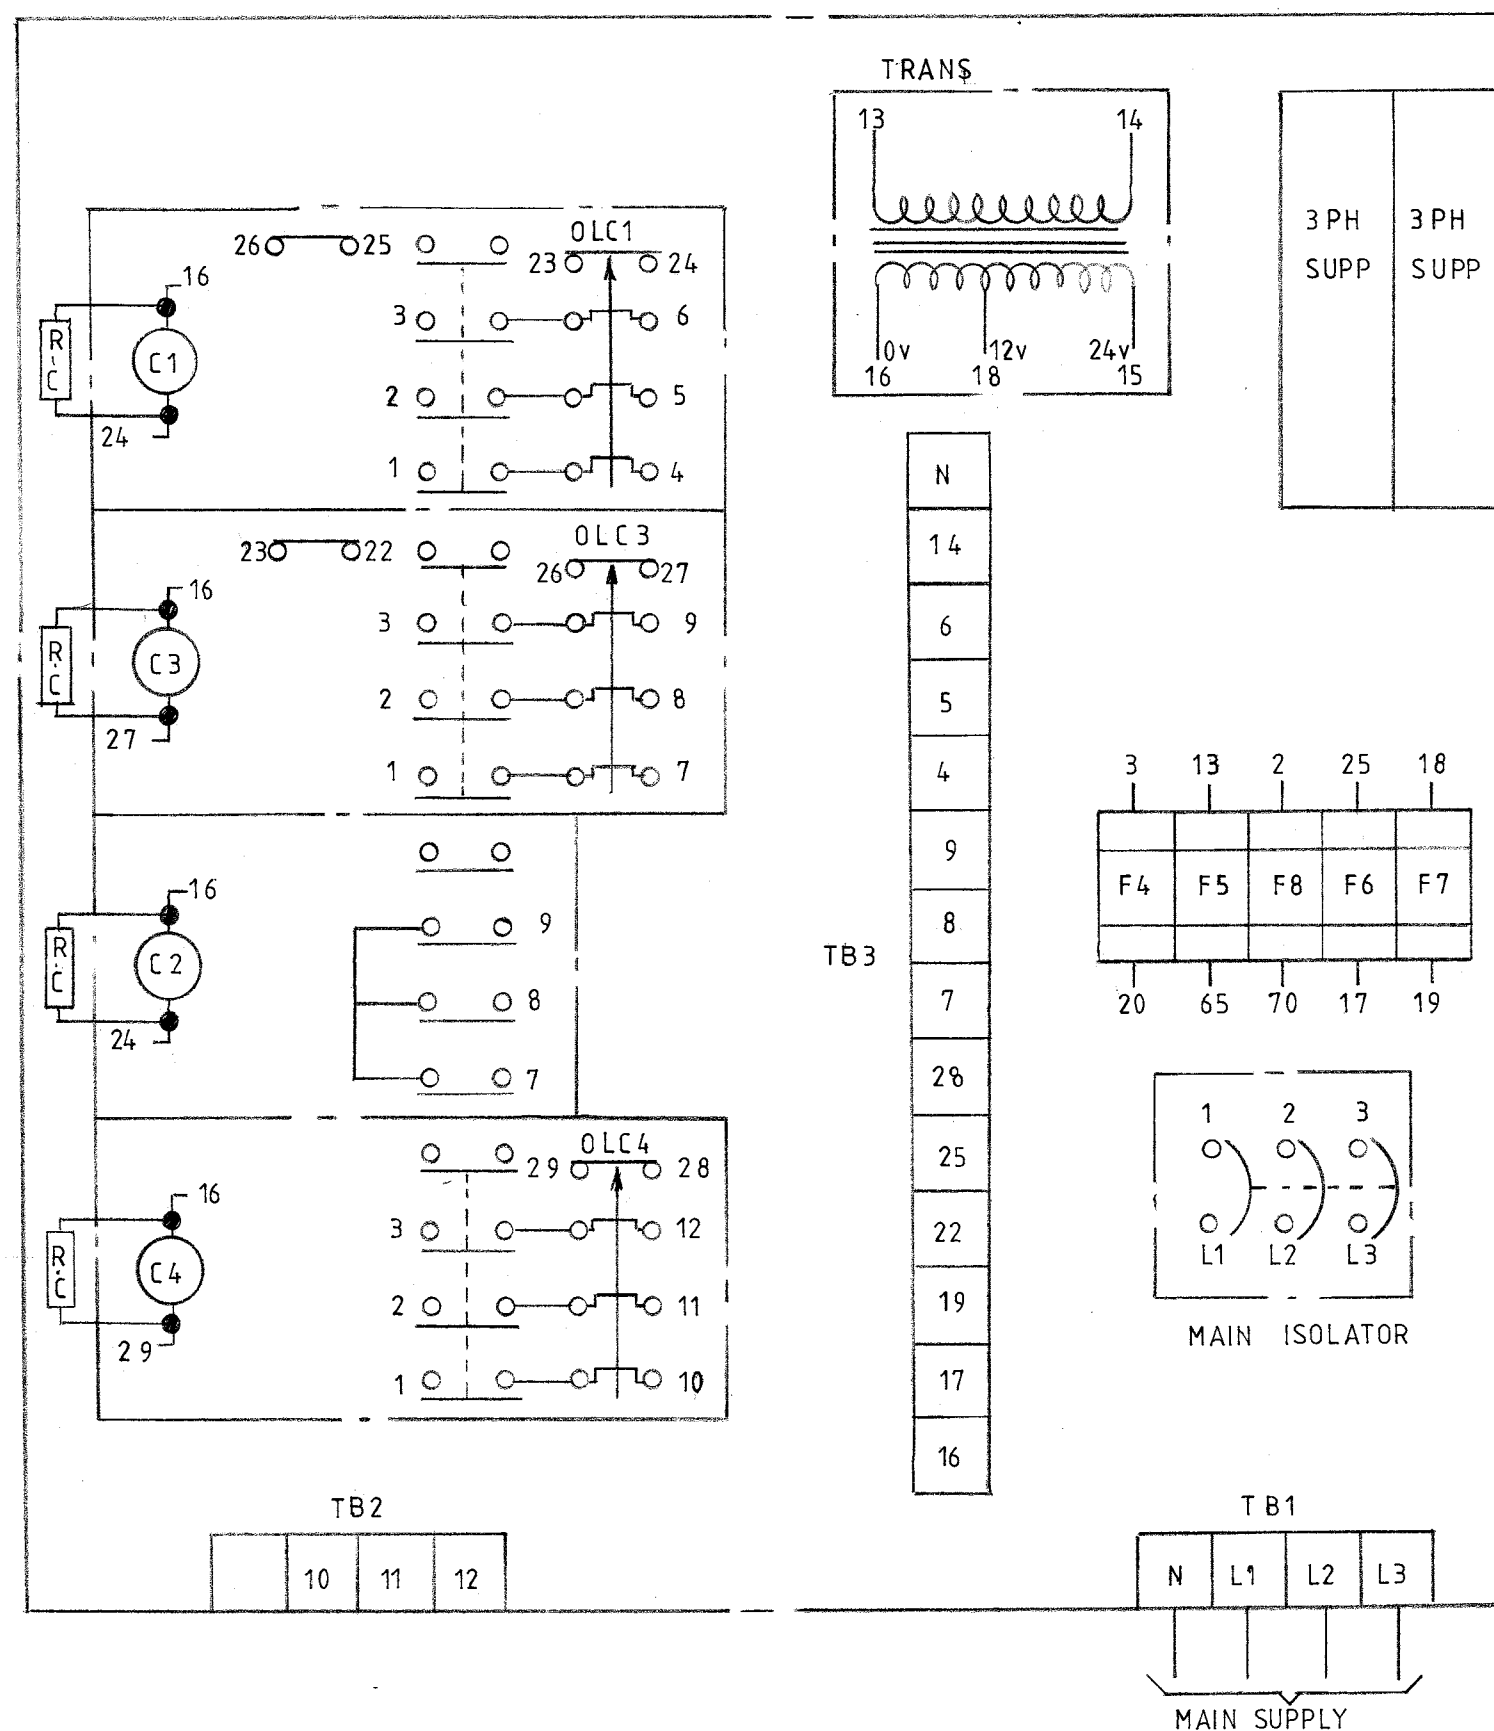 TRANS
13 14
0v 12v 24v
16 18 15
3 PH 3 PH
SUPP SUPP
OLC1
26 25 23 24
16
R-C
C1
24
3 6
2 5
1 4
OLC3
23 22 26 27
16
R-C
C3
27
3 9
2 8
1 7
16
R-C
C2
24
9
8
7
OLC4
29 28
16
R-C
C4
29
3 12
2 11
1 10
TB3
N
14
6
5
4
9
8
7
28
25
22
19
17
16
3 13 2 25 18
F4 F5 F8 F6 F7
20 65 70 17 19
1 2 3
L1 L2 L3
MAIN ISOLATOR
TB2
10 11 12
TB1
N L1 L2 L3
MAIN SUPPLY